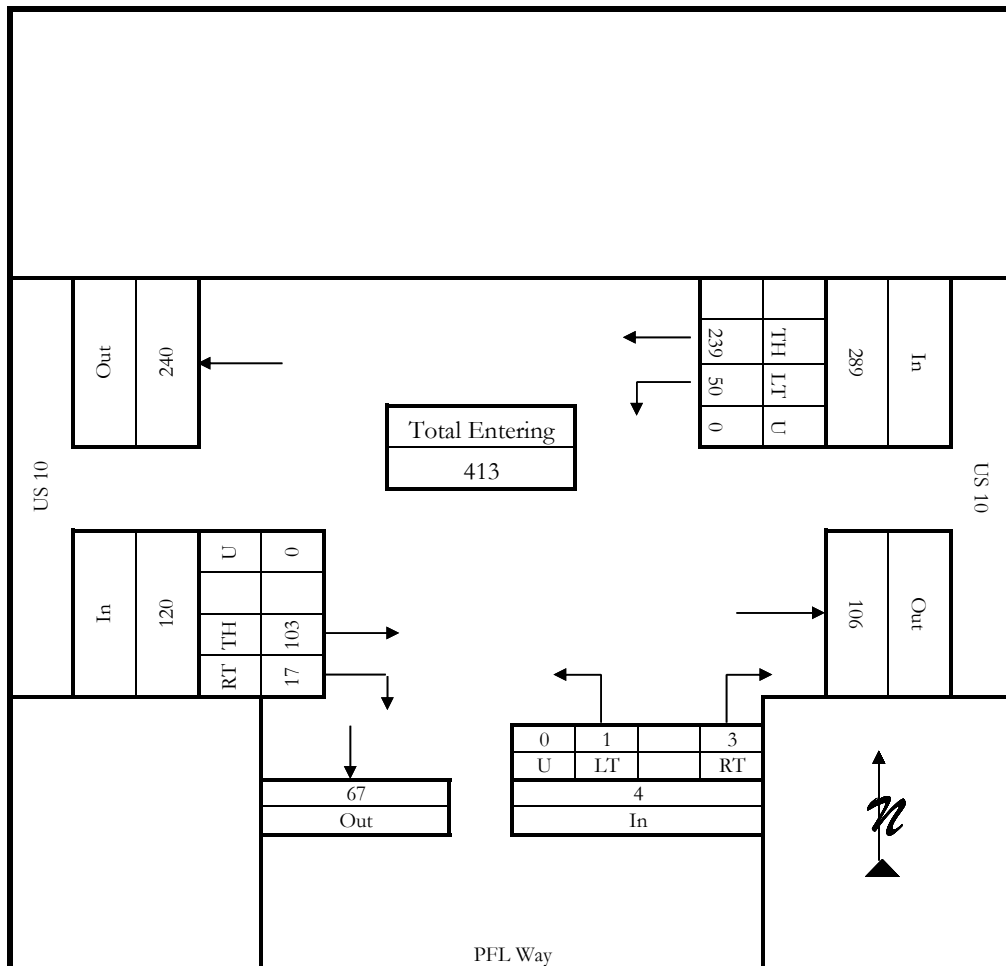 Out
240
239
TH
50
LT
0
U
289
In
Total Entering
413
US 10
US 10
In
120
U
0
TH
103
RT
17
106
Out
0
1
3
U
LT
RT
67
Out
4
In
n
PFL Way